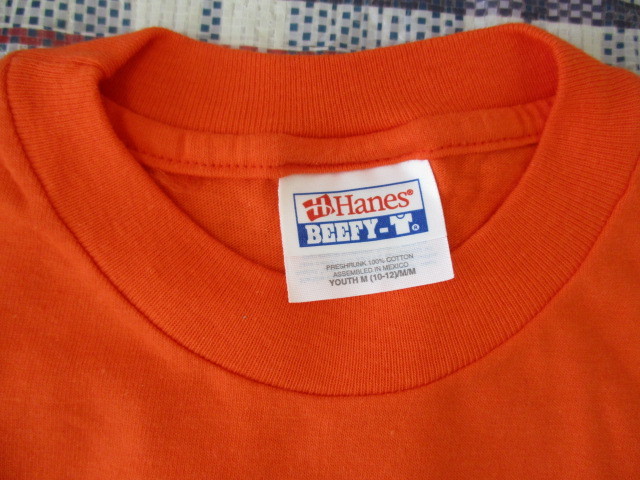 Hanes®
BEEFY-T®
PRESHRUNK 100% COTTON
ASSEMBLED IN MEXICO
YOUTH M (10-12)/M/M